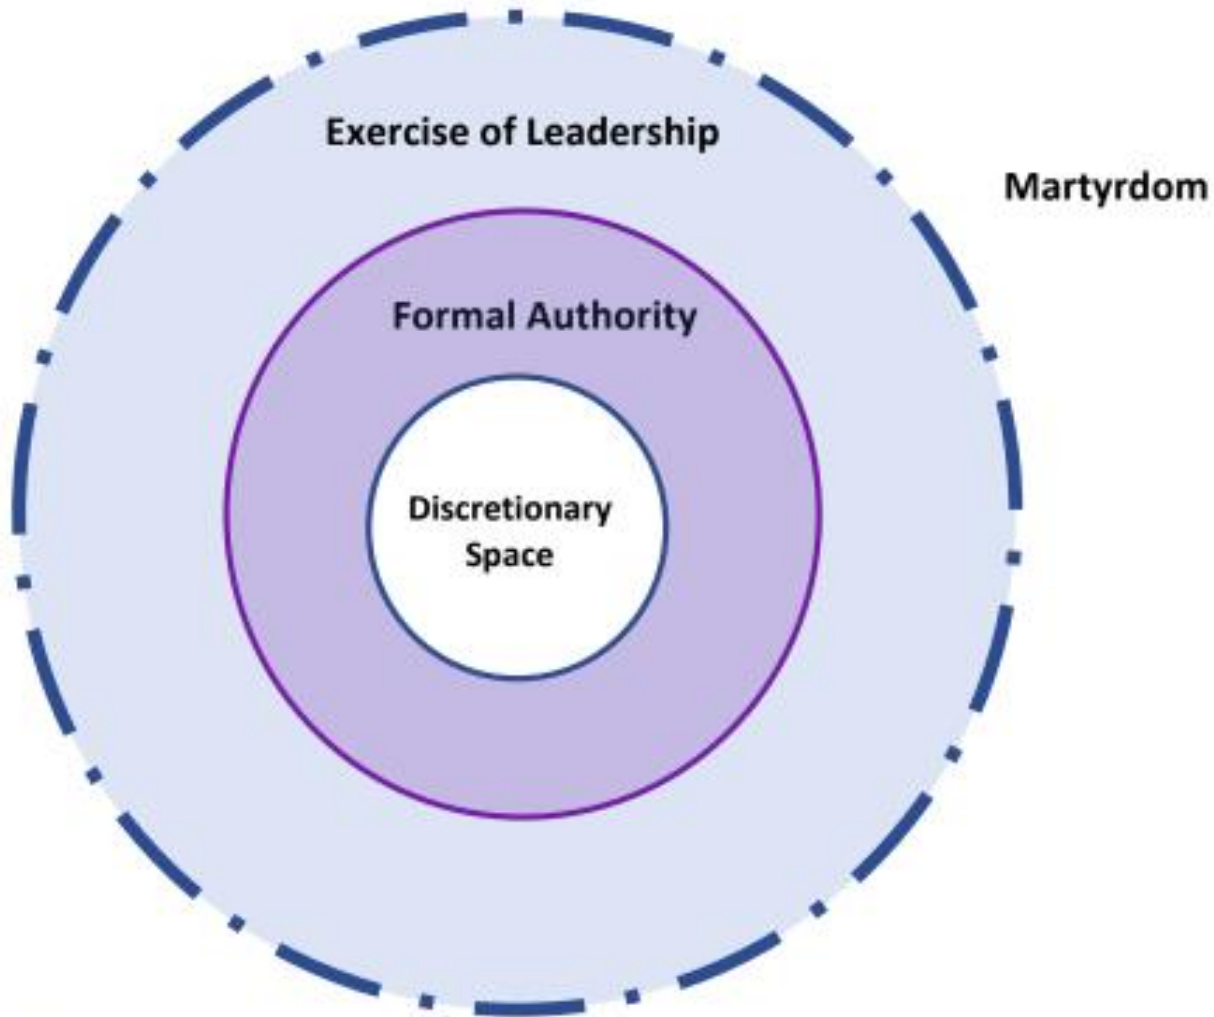 Exercise of Leadership
Martyrdom
Formal Authority
Discretionary
Space